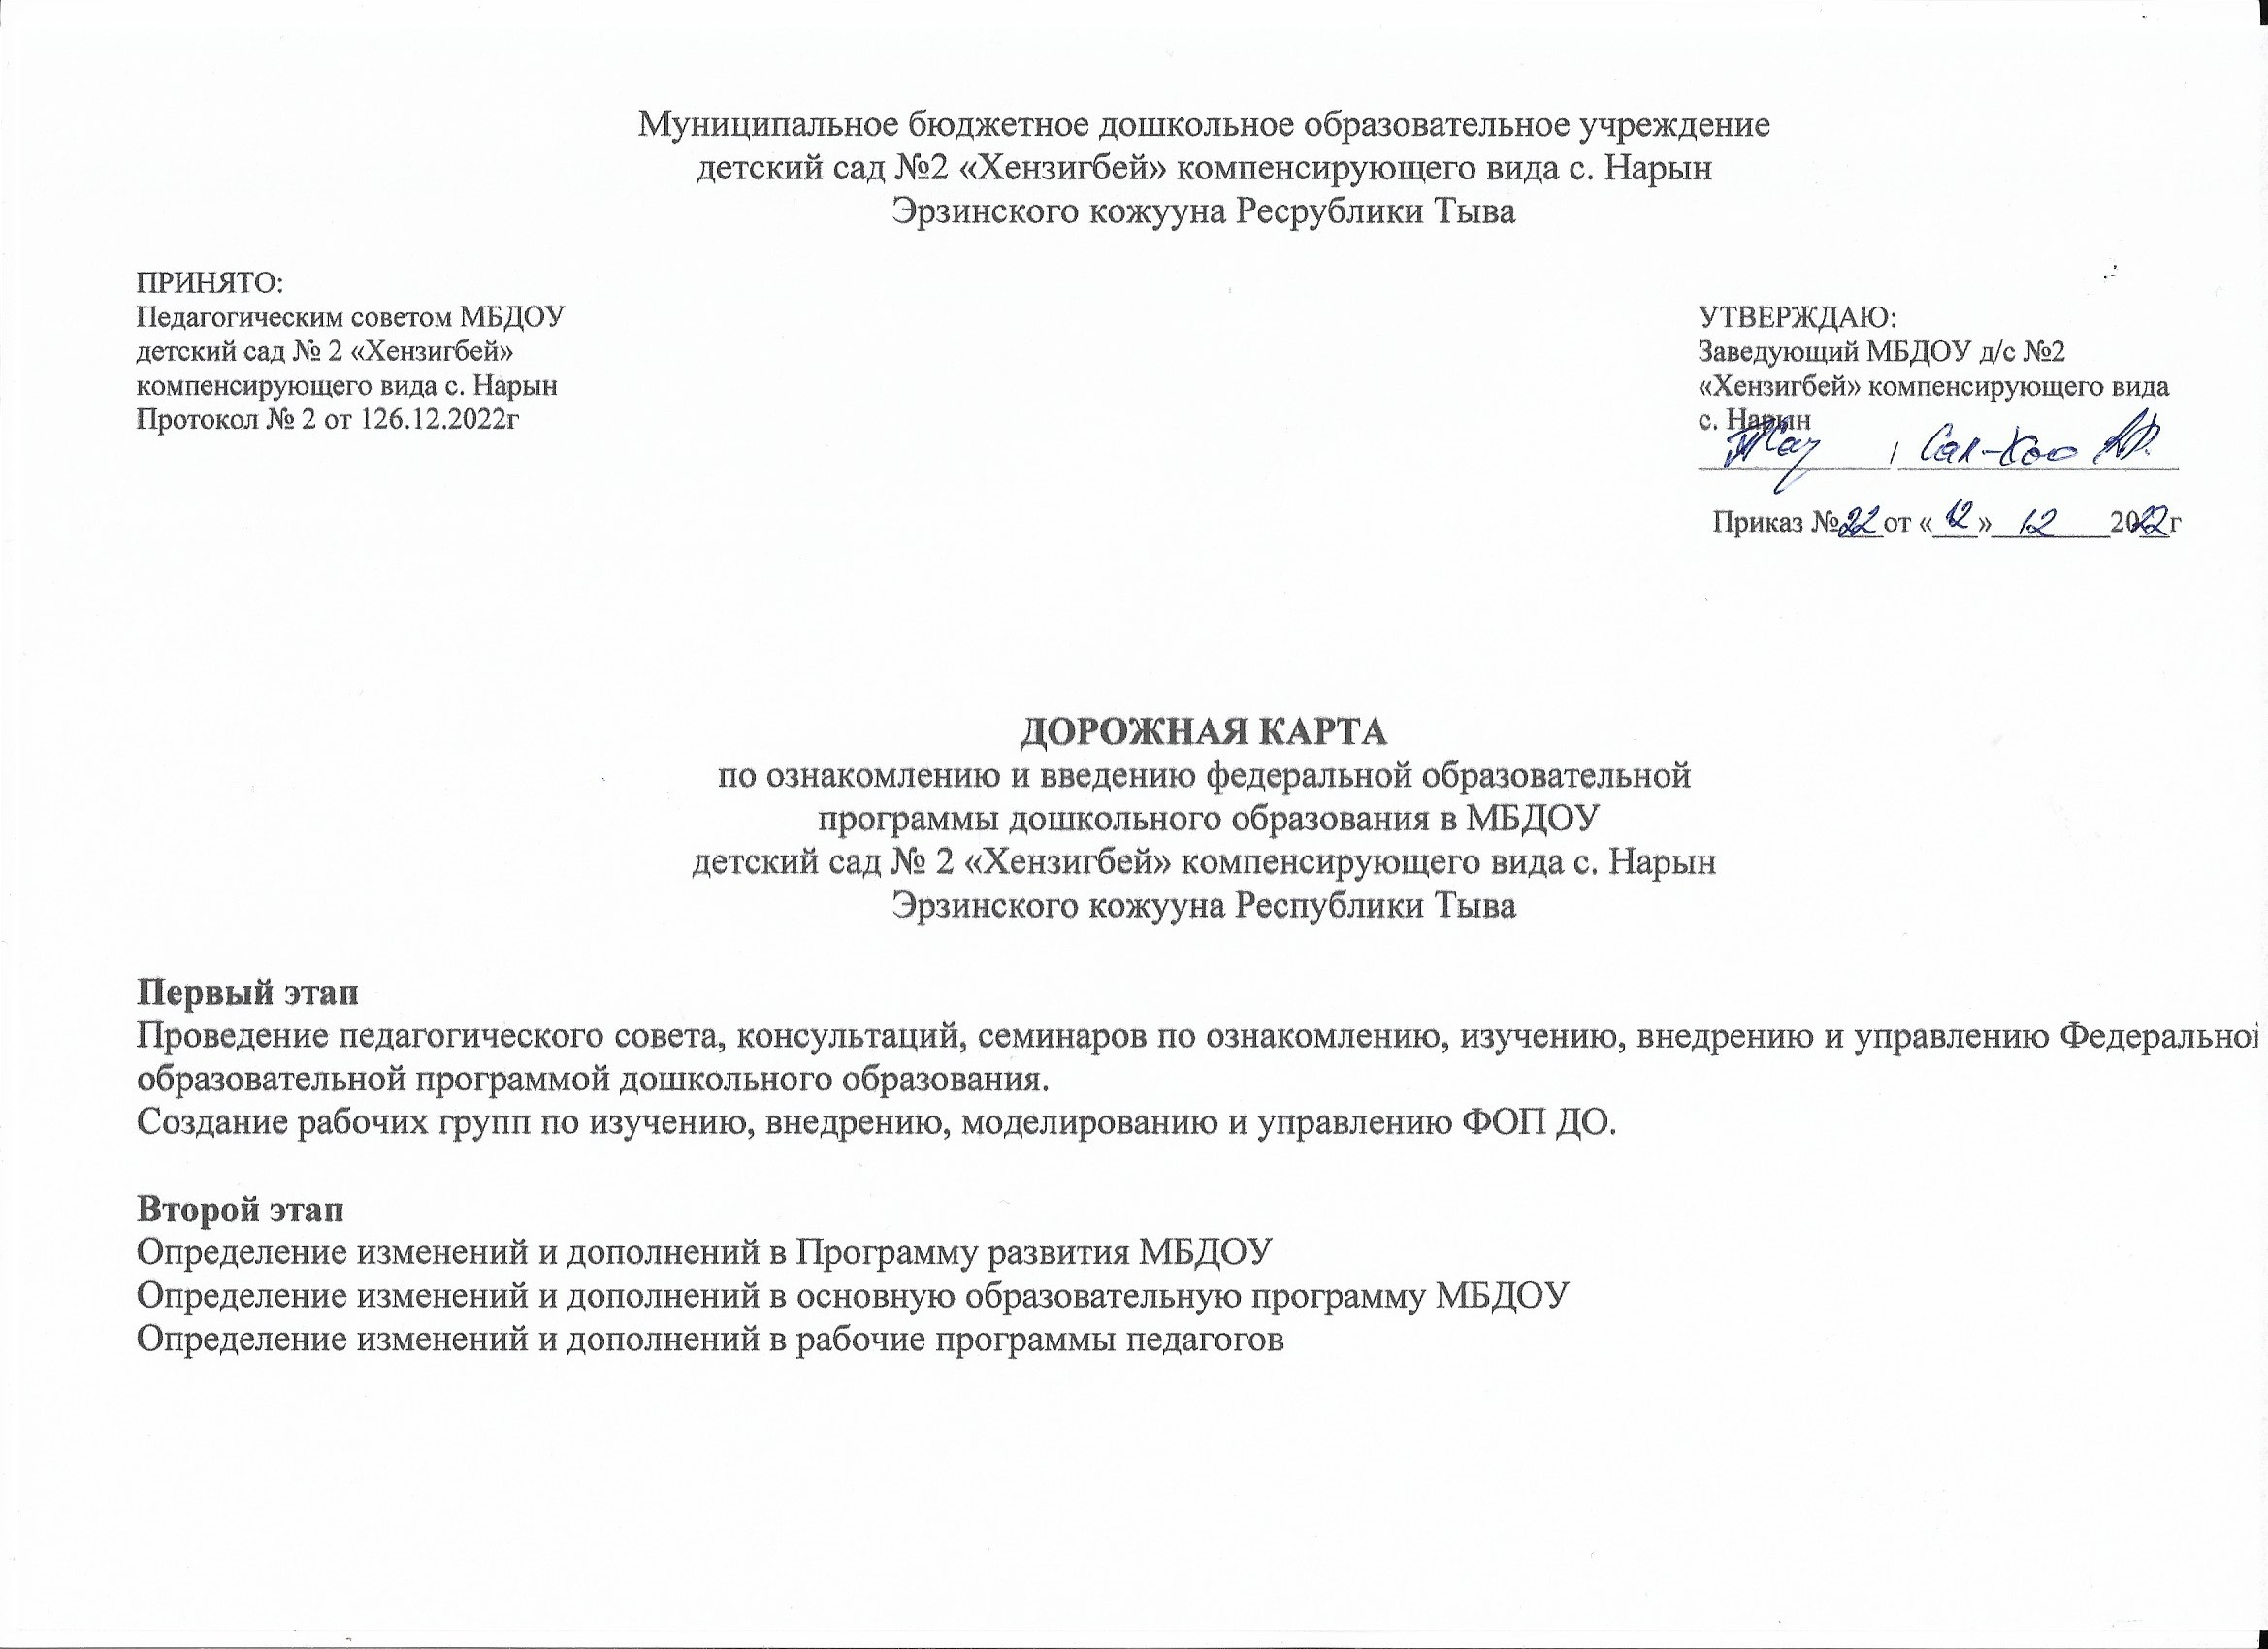 Муниципальное бюджетное дошкольное образовательное учреждение
детский сад №2 «Хензигбей» компенсирующего вида с. Нарын
Эрзинского кожууна Ресрублики Тыва
ПРИНЯТО:
Педагогическим советом МБДОУ
детский сад № 2 «Хензигбей»
компенсирующего вида с. Нарын
Протокол № 2 от 126.12.2022г
УТВЕРЖДАЮ:
Заведующий МБДОУ д/с №2
«Хензигбей» компенсирующего вида
с. Нарын
/ Сал-Хоо
Приказ №22 от «12» 12 2022г
ДОРОЖНАЯ КАРТА
по ознакомлению и введению федеральной образовательной
программы дошкольного образования в МБДОУ
детский сад № 2 «Хензигбей» компенсирующего вида с. Нарын
Эрзинского кожууна Республики Тыва
Первый этап
Проведение педагогического совета, консультаций, семинаров по ознакомлению, изучению, внедрению и управлению Федерально
образовательной программой дошкольного образования.
Создание рабочих групп по изучению, внедрению, моделированию и управлению ФОП ДО.
Второй этап
Определение изменений и дополнений в Программу развития МБДОУ
Определение изменений и дополнений в основную образовательную программу МБДОУ
Определение изменений и дополнений в рабочие программы педагогов